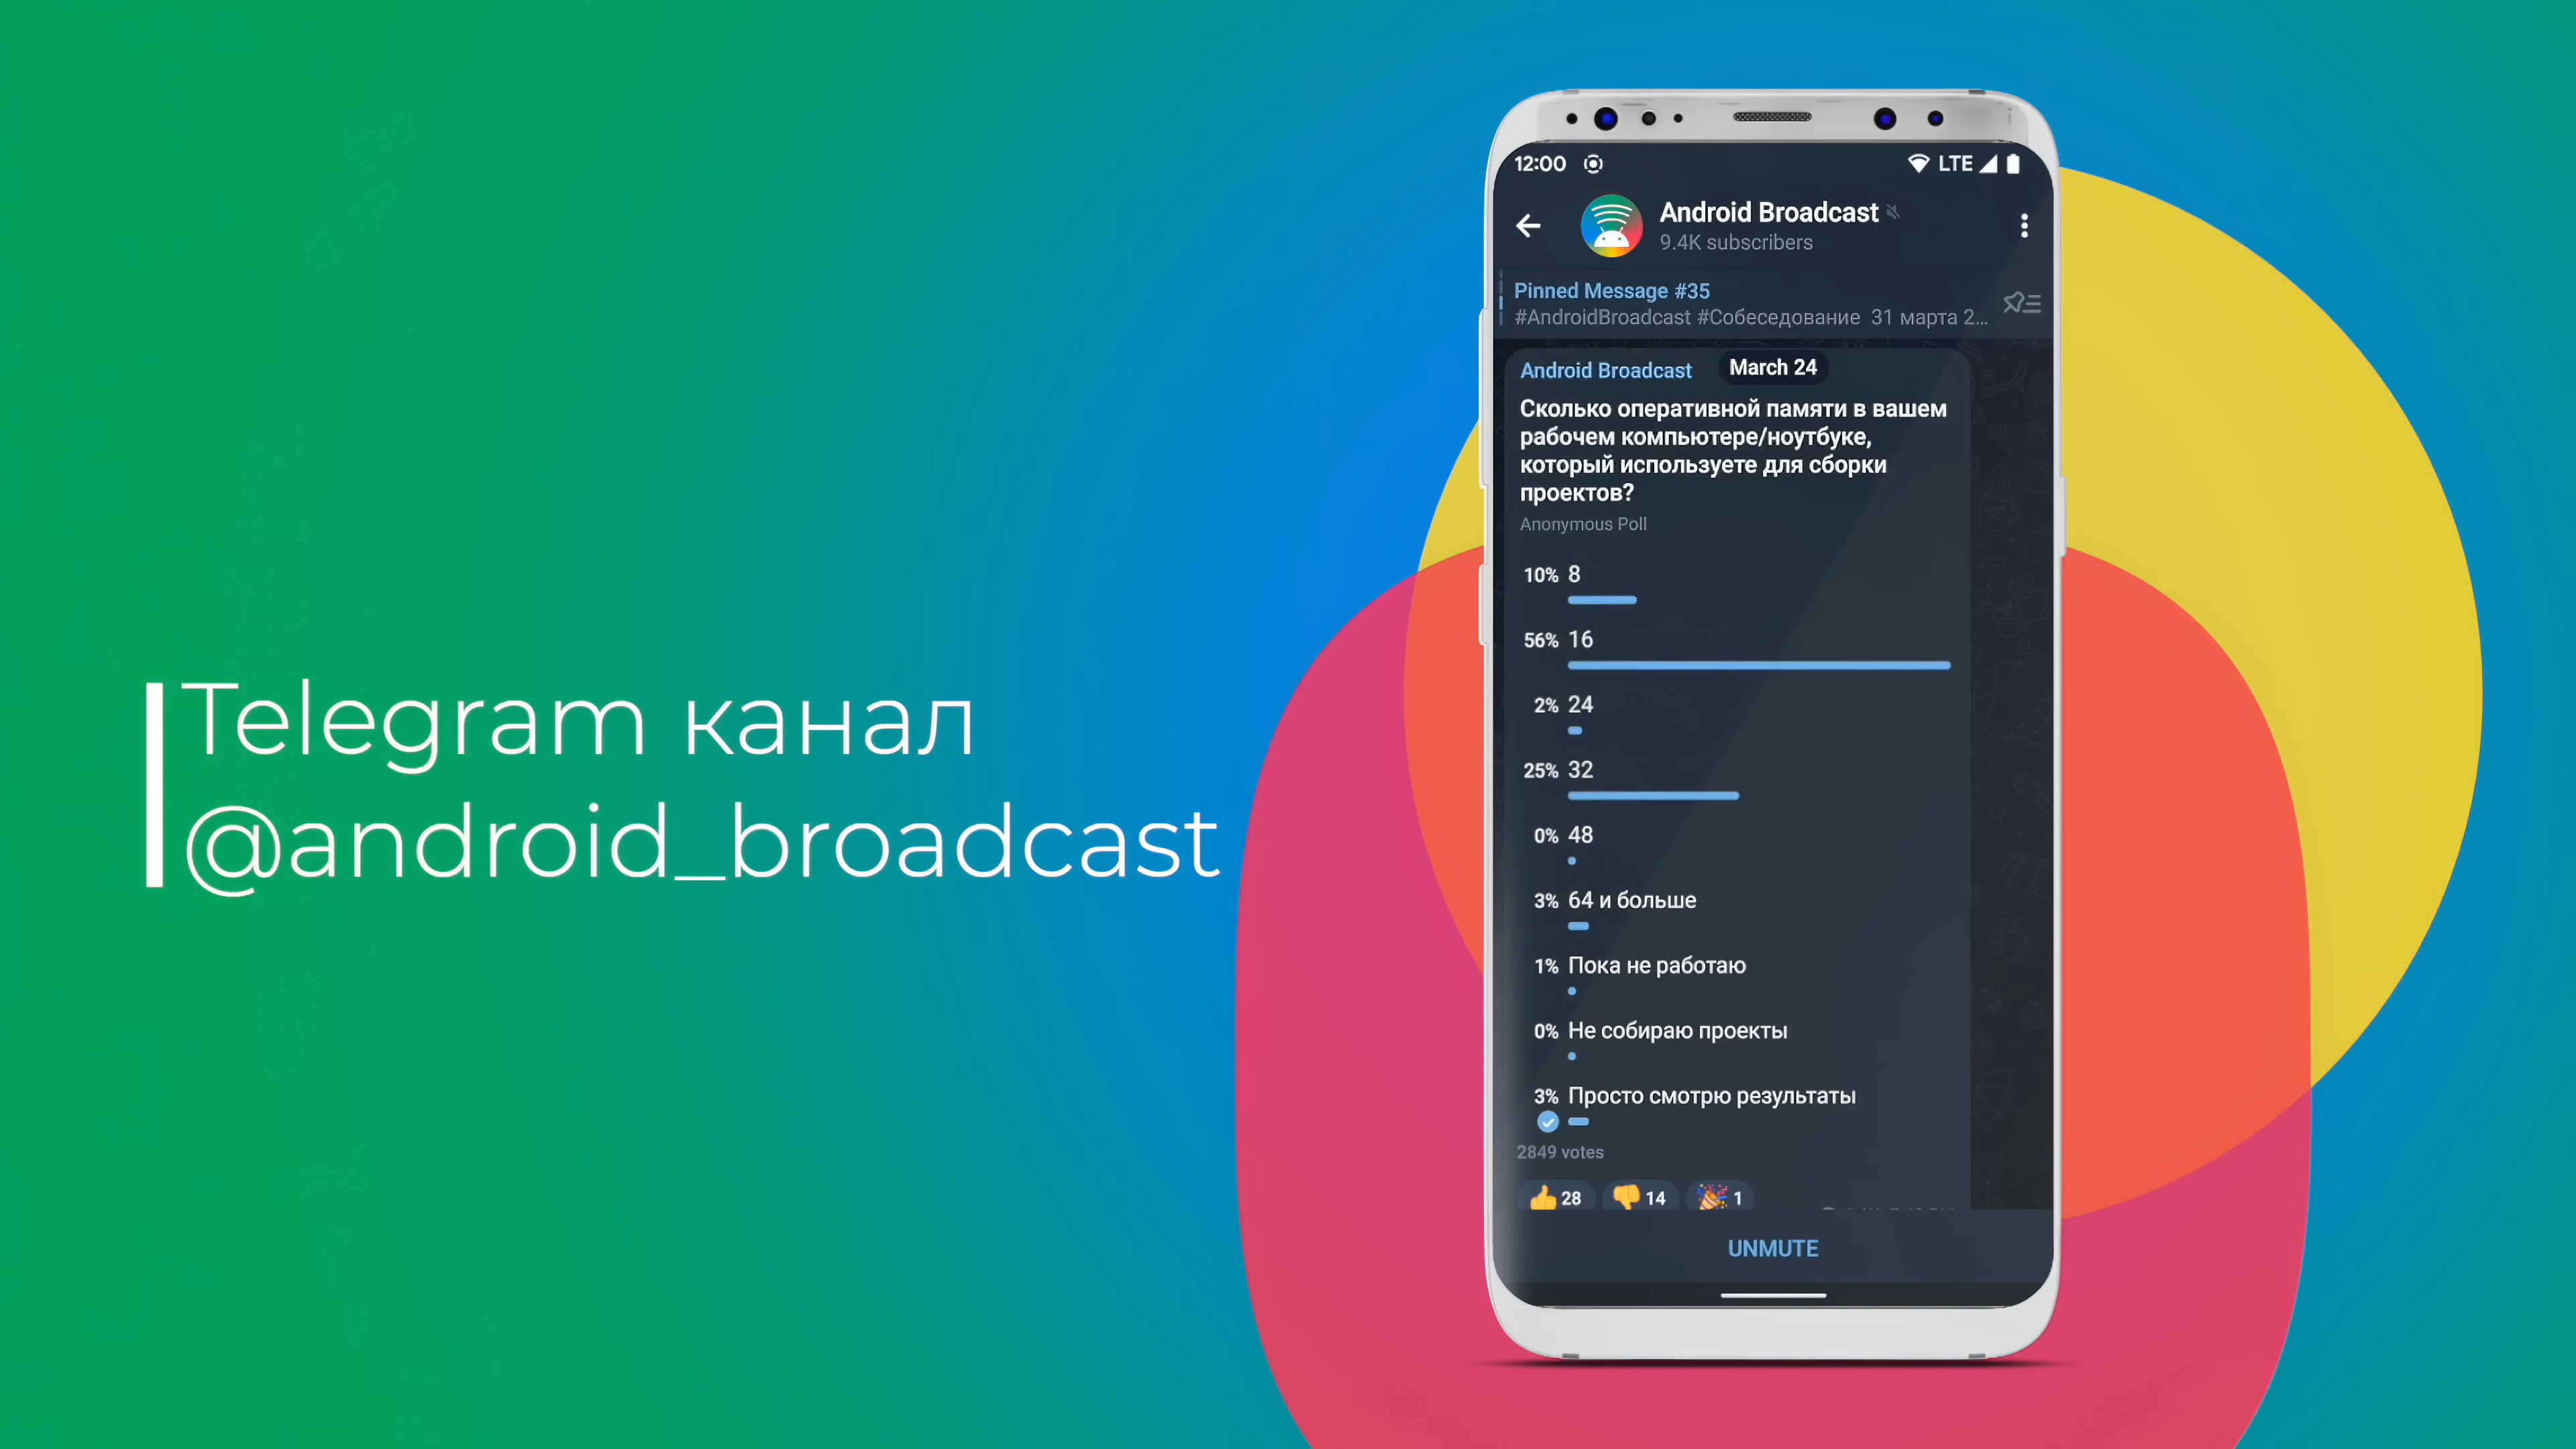 Telegram канал
@android_broadcast
12:00
LTE
Android Broadcast
9.4K subscribers
Pinned Message #35
#AndroidBroadcast #Собеседование 31 марта 2...
Android Broadcast
March 24
Сколько оперативной памяти в вашем
рабочем компьютере/ноутбуке,
который используете для сборки
проектов?
Anonymous Poll
10% 8
56% 16
2% 24
25% 32
0% 48
3% 64 и больше
1% Пока не работаю
0% Не собираю проекты
3% Просто смотрю результаты
2849 votes
28 14 1
UNMUTE